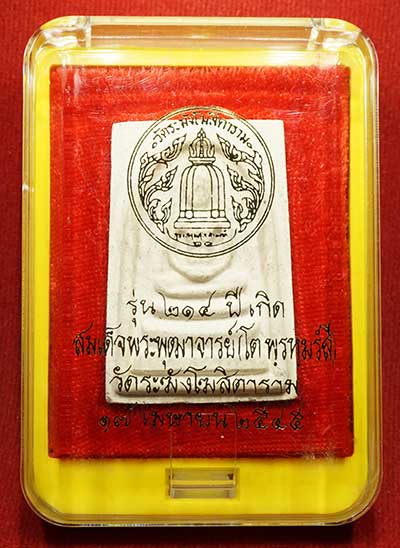 วัดระฆังโฆสิตาราม
รุ่น ๒๑๔ ปี เกิด
สมเด็จพระพุฒาจารย์ (โต พฺรหฺมรํสี)
วัดระฆังโฆสิตาราม
๑๗ เมษายน ๒๕๔๕